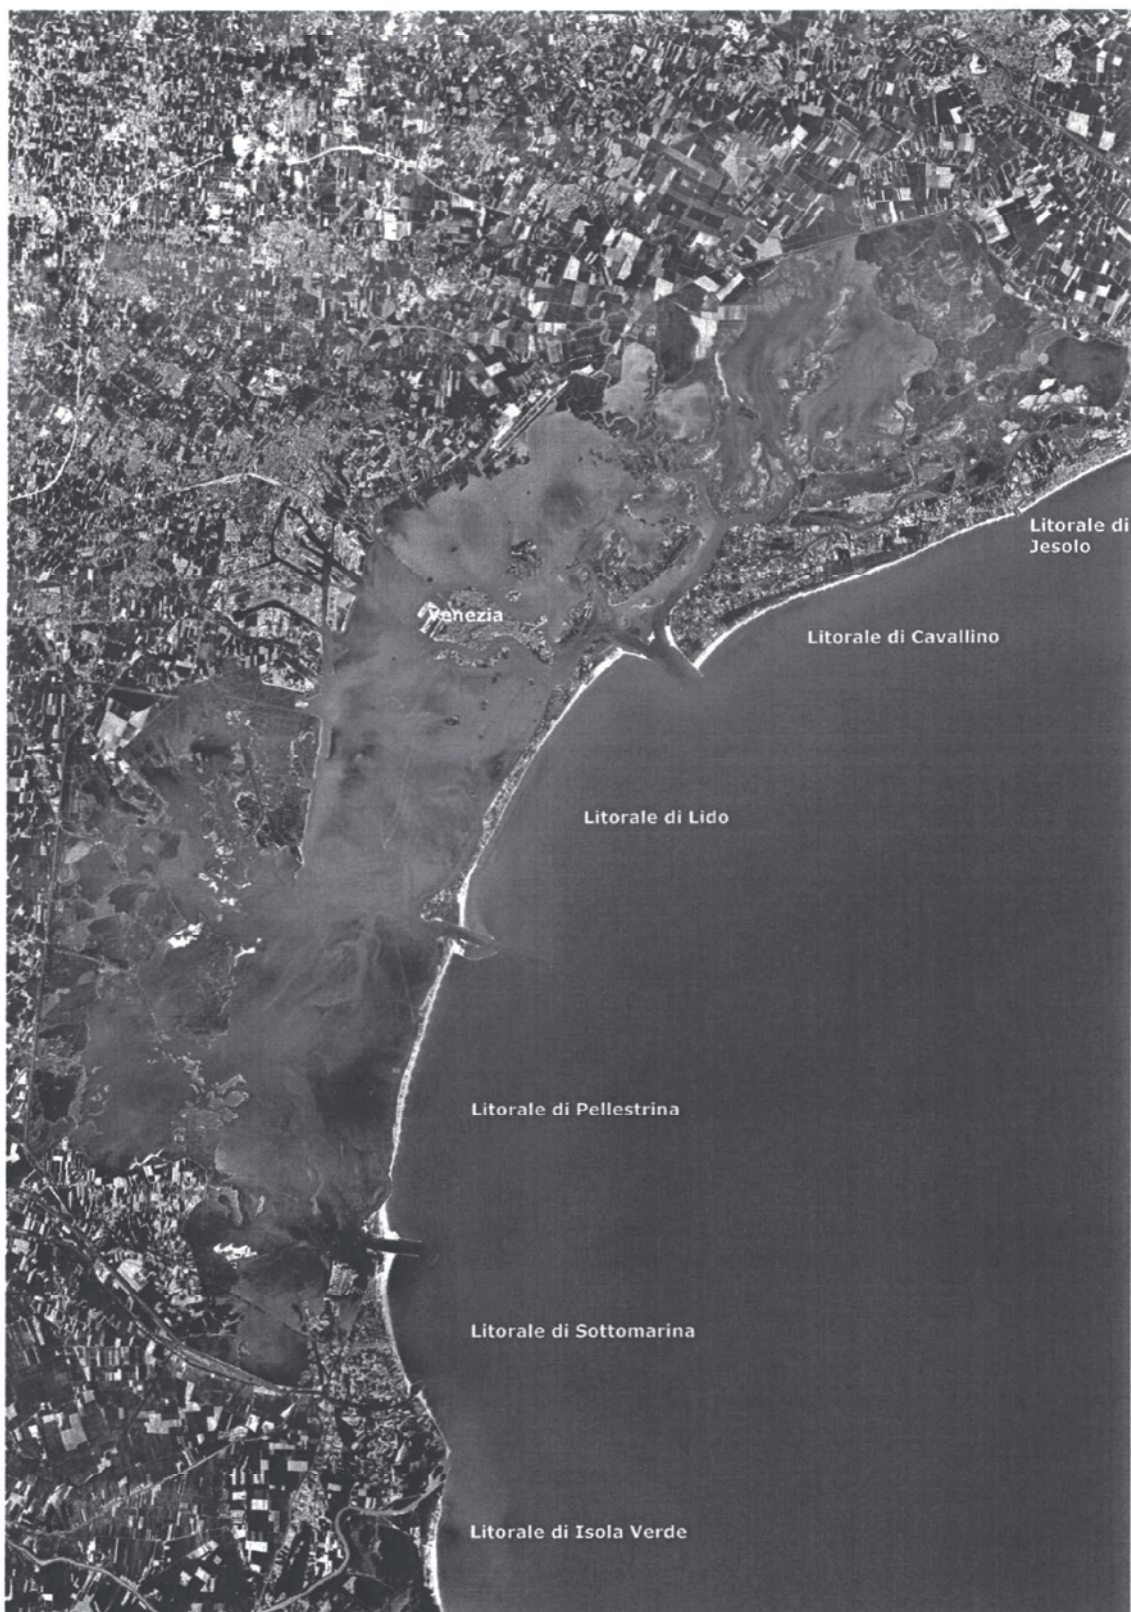 Litorale di
Jesolo
Venezia
Litorale di Cavallino
Litorale di Lido
Litorale di Pellestrina
Litorale di Sottomarina
Litorale di Isola Verde